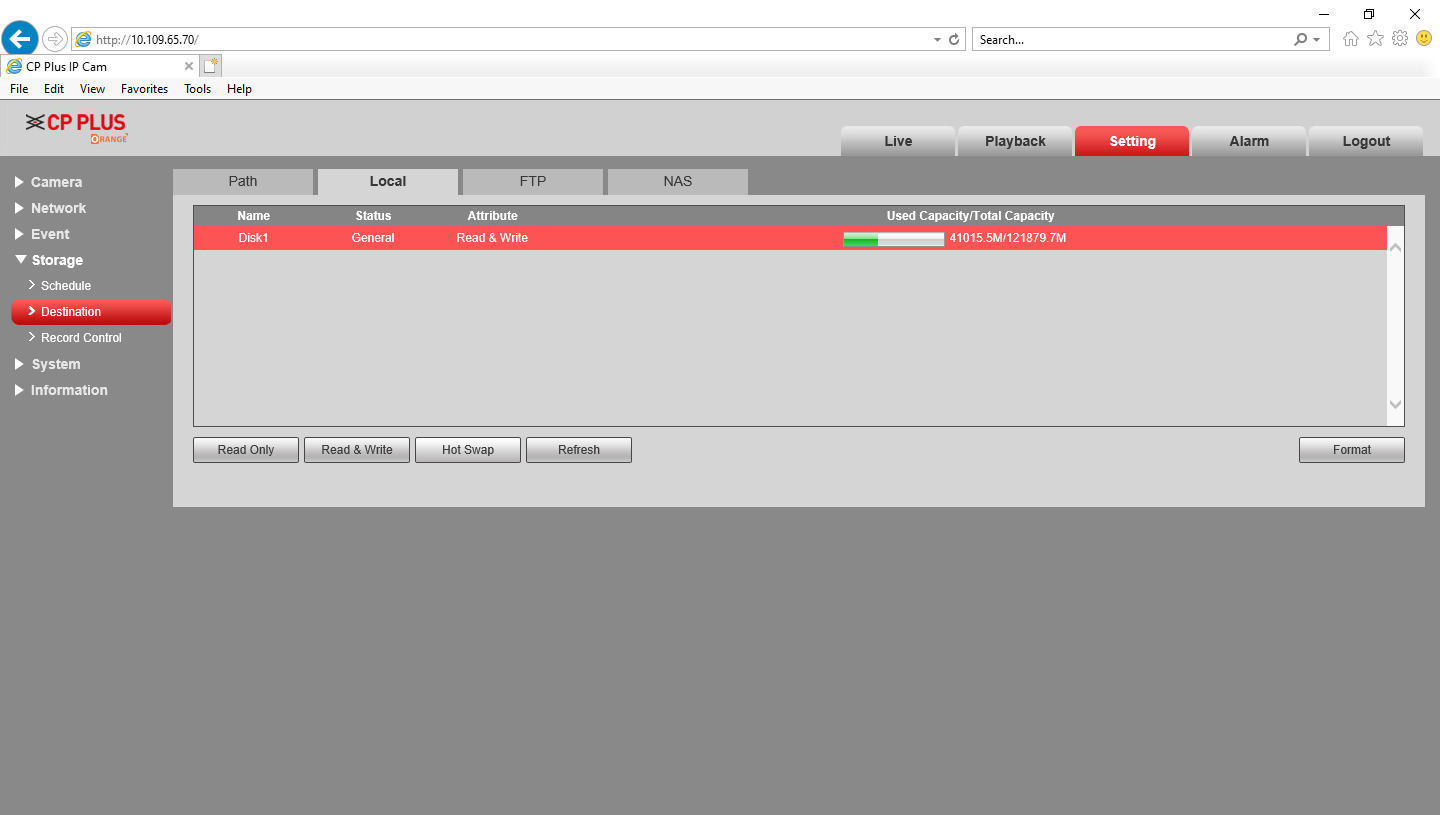 http://10.109.65.70/
Search...
CP Plus IP Cam
File Edit View Favorites Tools Help
CP PLUS
ORANGE
Live Playback Setting Alarm Logout
Camera
Network
Event
Storage
Schedule
Destination
Record Control
System
Information
Path Local FTP NAS
Name Status Attribute Used Capacity/Total Capacity
Disk1 General Read & Write 41015.5M/121879.7M
Read Only Read & Write Hot Swap Refresh Format